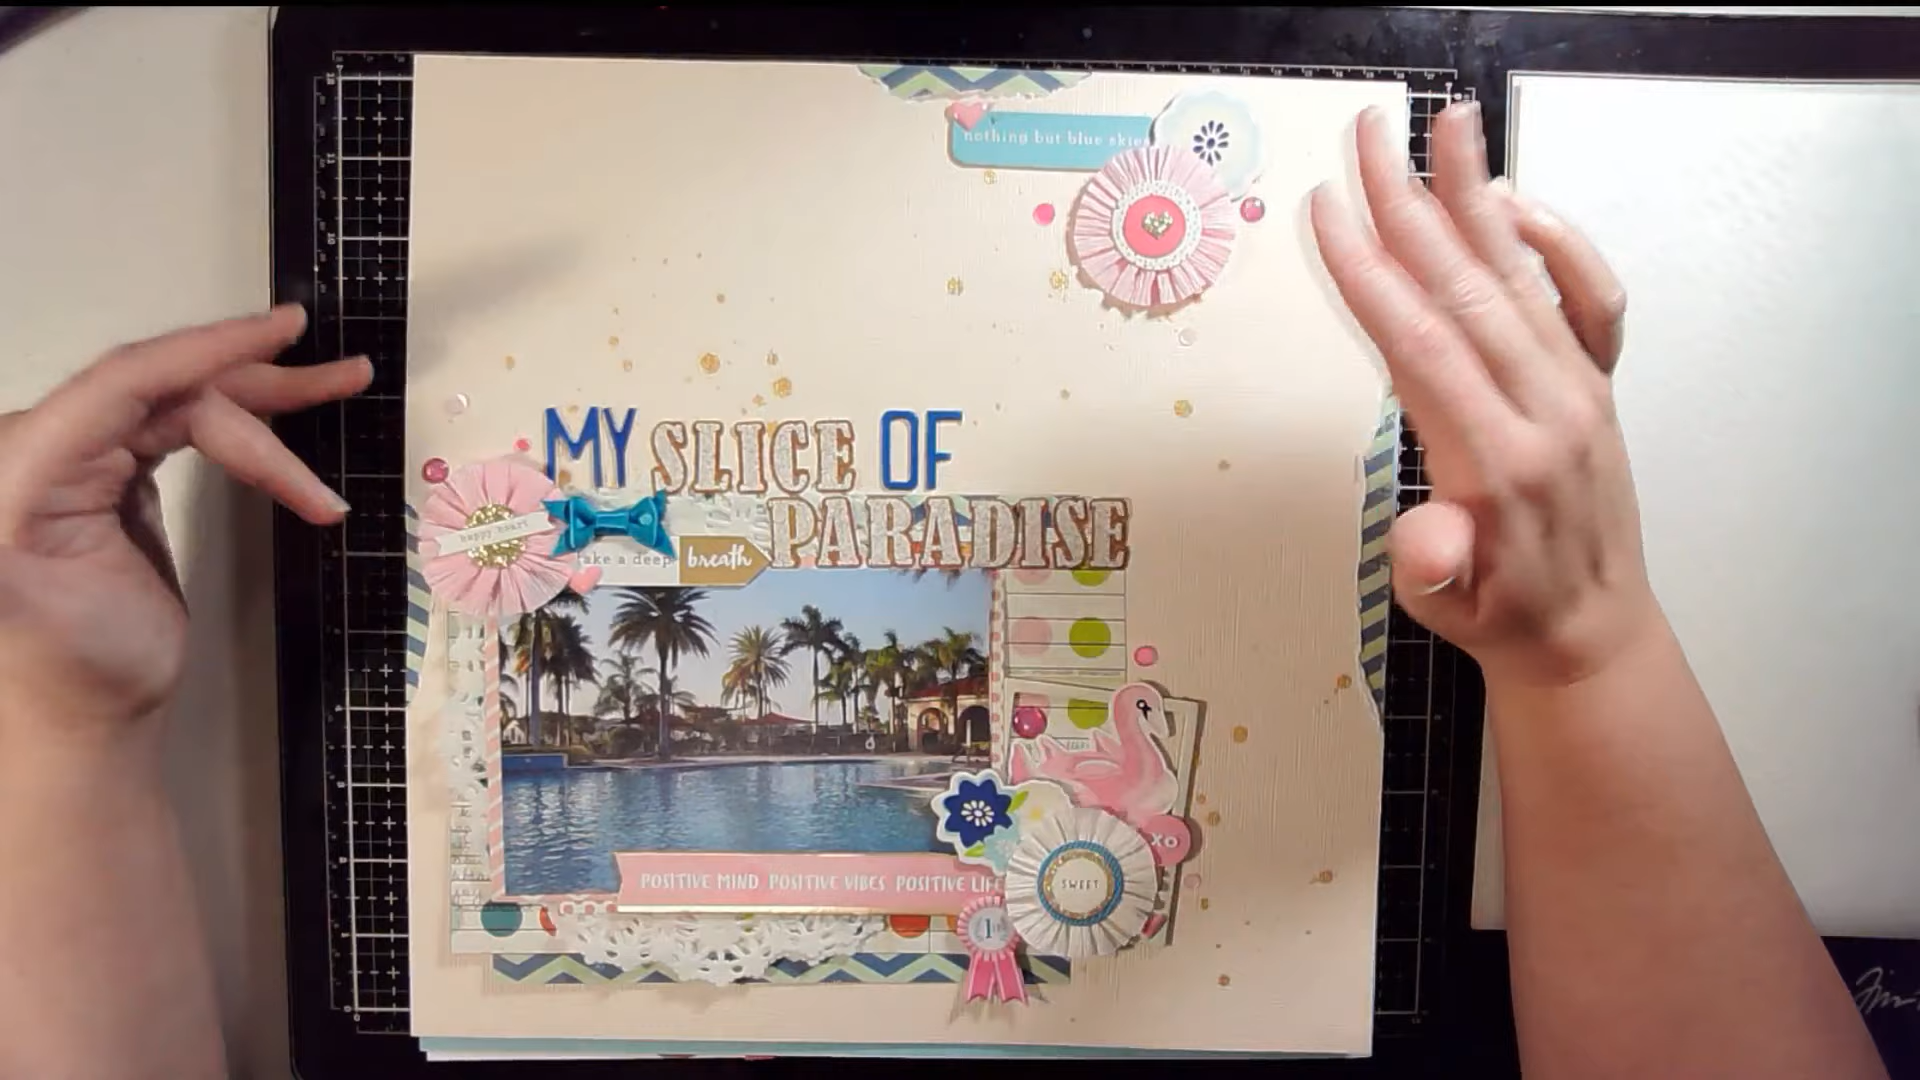 nothing but blue skies
MY SLICE OF
PARADISE
happy heart
ake a deep breath
XO
SWEET
POSITIVE MIND POSITIVE VIBES POSITIVE LIFE
1